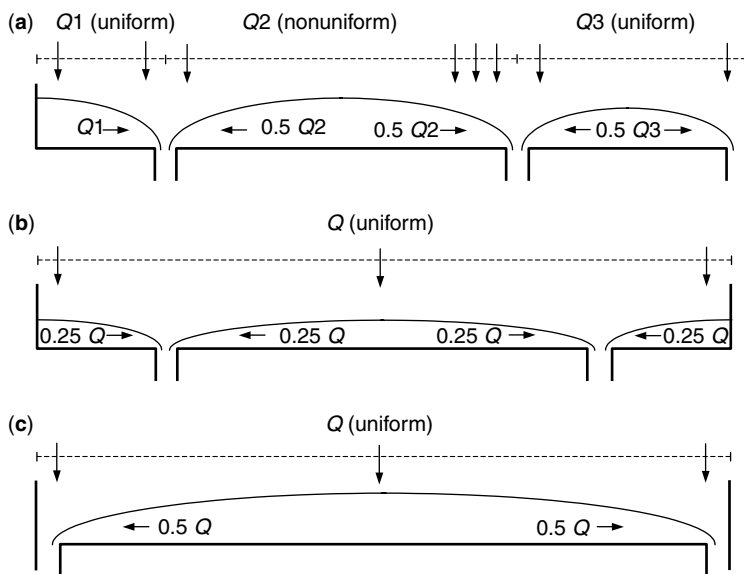 (a) Q1 (uniform) Q2 (nonuniform) Q3 (uniform)
Q1 0.5 Q2 0.5 Q2 0.5 Q3
(b) Q (uniform)
0.25 Q 0.25 Q 0.25 Q 0.25 Q
(c) Q (uniform)
0.5 Q 0.5 Q